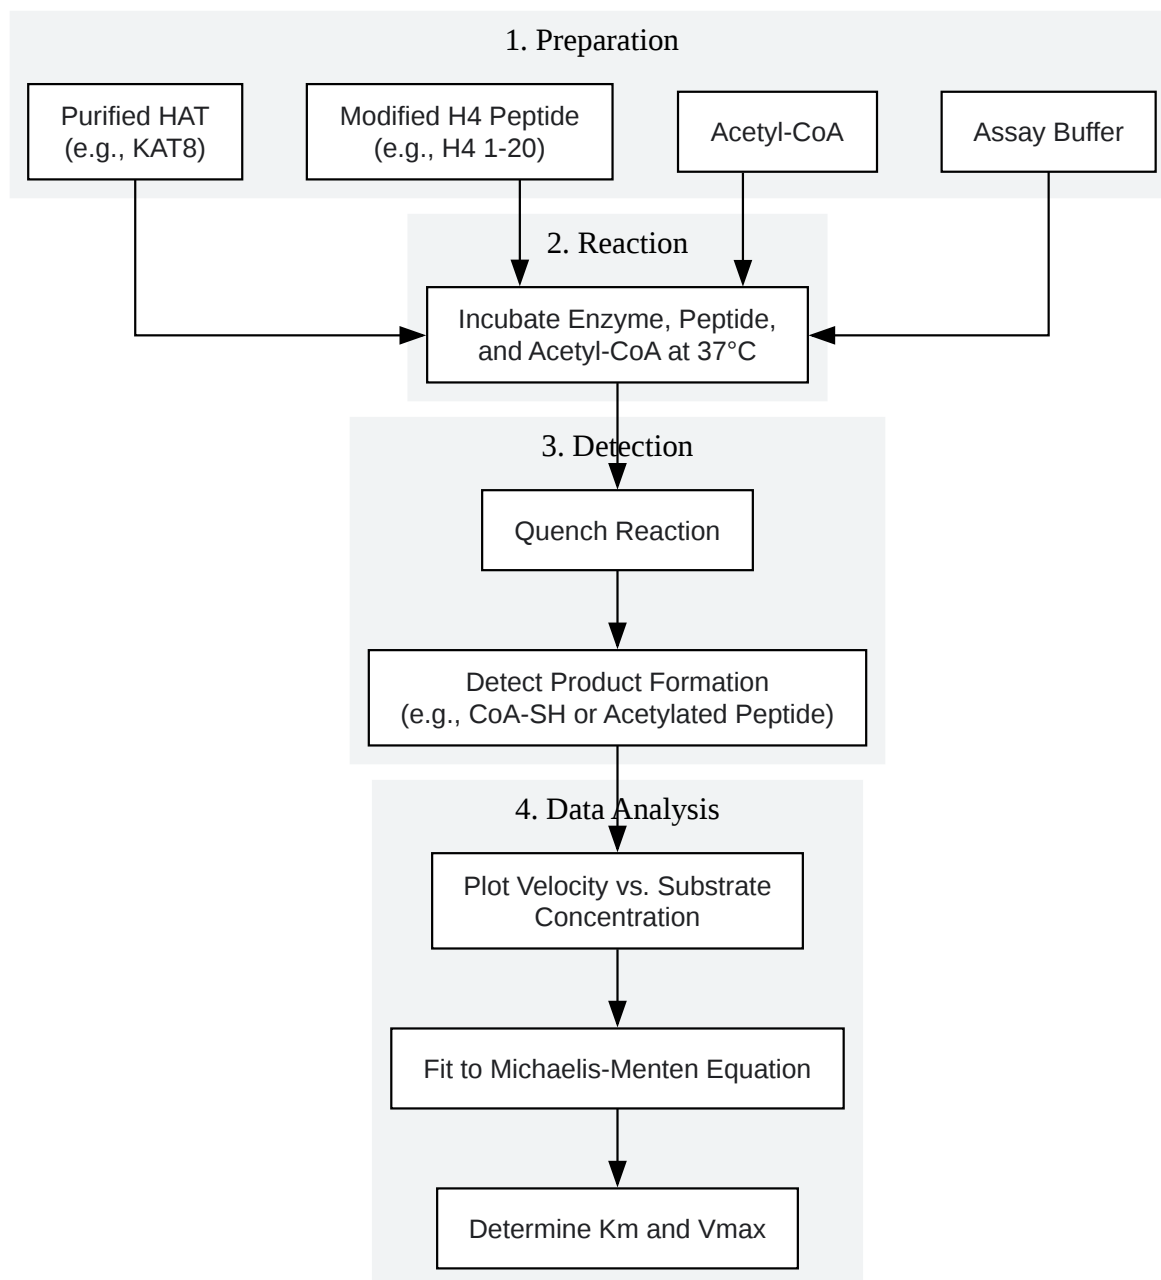 1. Preparation
Purified HAT
(e.g., KAT8)
Modified H4 Peptide
(e.g., H4 1-20)
Acetyl-CoA
Assay Buffer
2. Reaction
Incubate Enzyme, Peptide,
and Acetyl-CoA at 37°C
3. Detection
Quench Reaction
Detect Product Formation
(e.g., CoA-SH or Acetylated Peptide)
4. Data Analysis
Plot Velocity vs. Substrate
Concentration
Fit to Michaelis-Menten Equation
Determine Km and Vmax